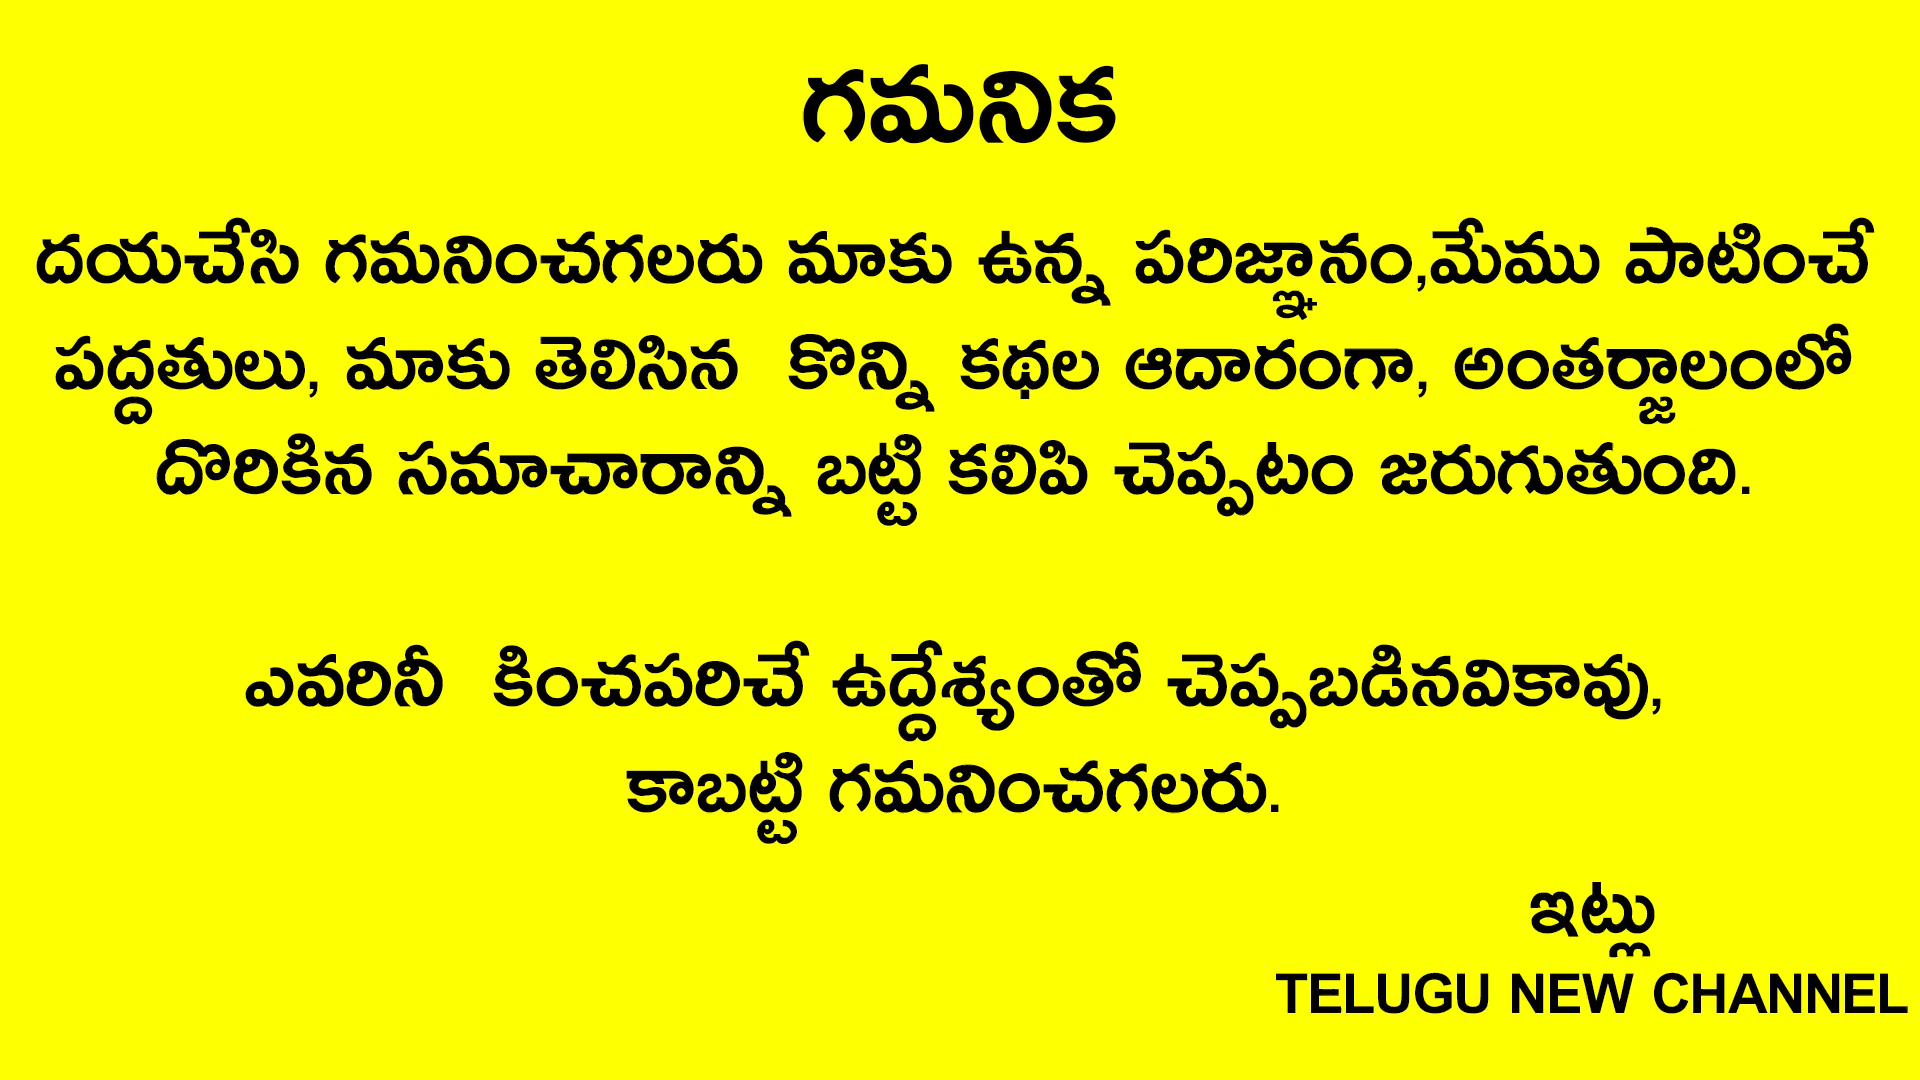 గమనిక
దయచేసి గమనించగలరు మాకు ఉన్న పరిజ్ఞానం,మేము పాటించే
పద్దతులు, మాకు తెలిసిన కొన్ని కథల ఆదారంగా, అంతర్జాలంలో
దొరికిన సమాచారాన్ని బట్టి కలిపి చెప్పటం జరుగుతుంది.
ఎవరినీ కించపరిచే ఉద్దేశ్యంతో చెప్పబడినవికావు,
కాబట్టి గమనించగలరు.
ఇట్లు
TELUGU NEW CHANNEL